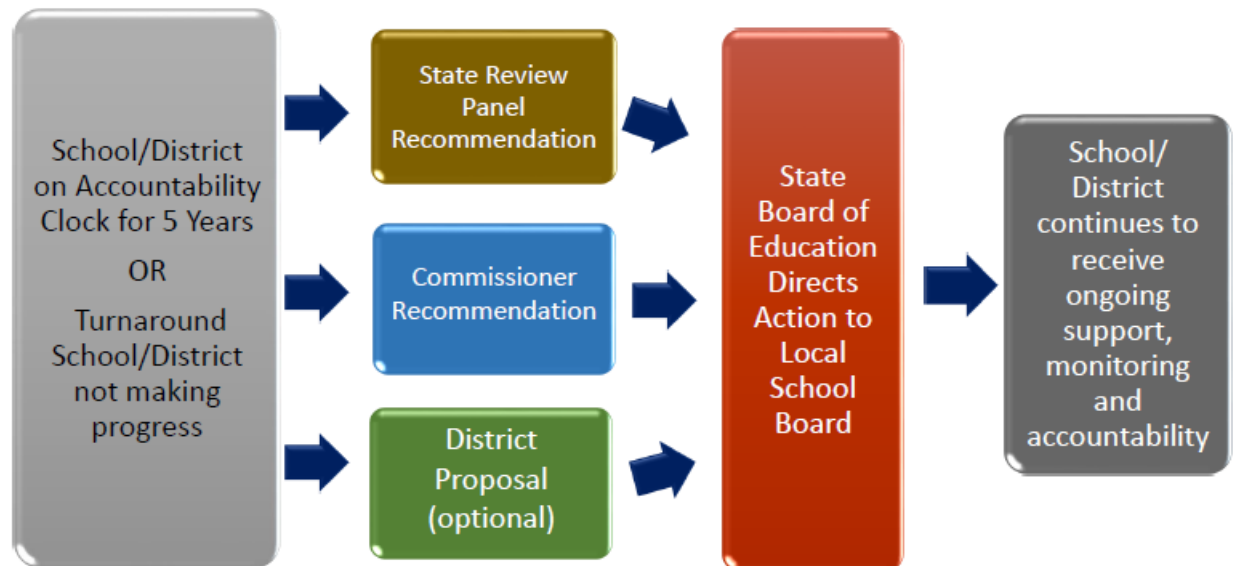 School/District
on Accountability
Clock for 5 Years
OR
Turnaround
School/District
not making
progress
State Review
Panel
Recommendation
Commissioner
Recommendation
District
Proposal
(optional)
State
Board of
Education
Directs
Action to
Local
School
Board
School/
District
continues to
receive
ongoing
support,
monitoring
and
accountability